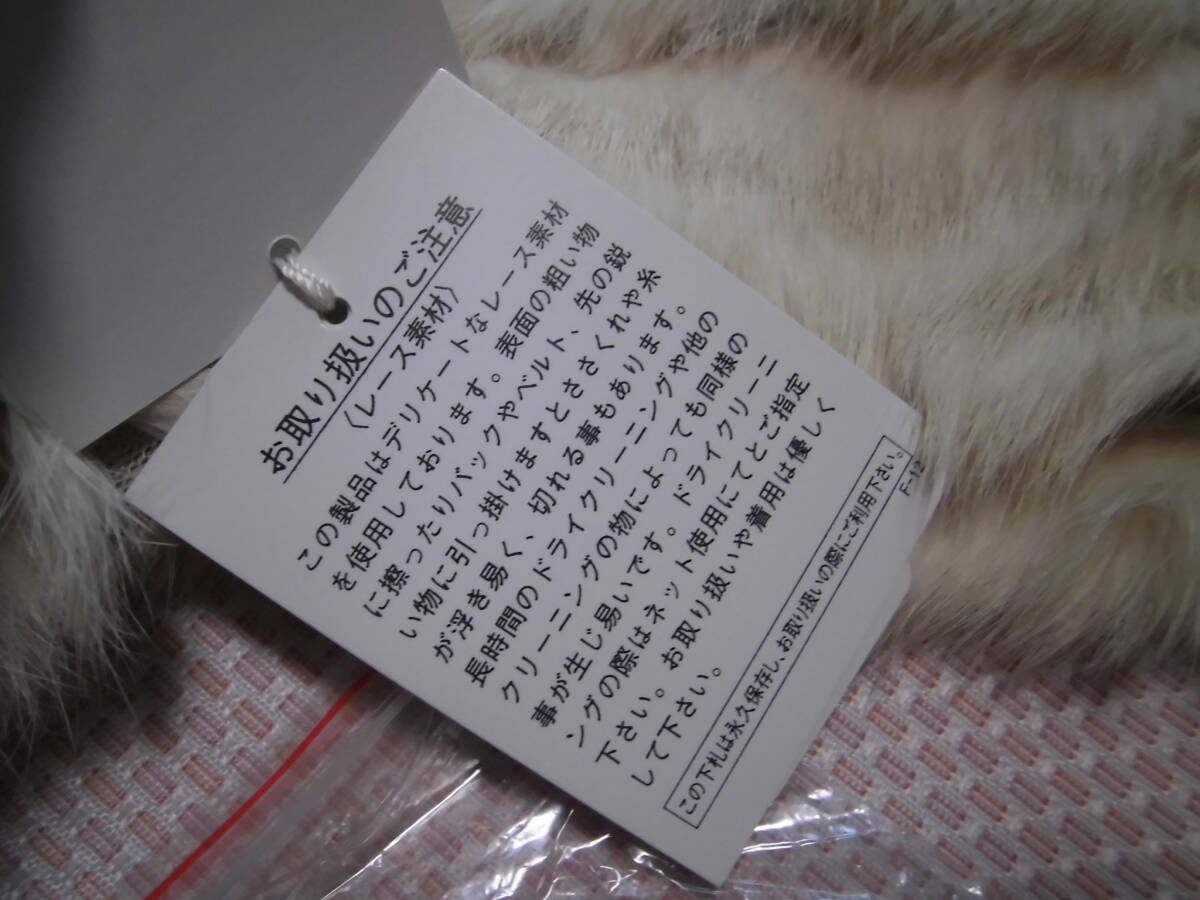 お取り扱いのご注意
〈レース素材〉
この製品はデリケートなレース素材
を使用しております。表面の粗い物
に擦ったりバックやベルト、先の鋭
い物に引っ掛けますとささくれや糸
が浮き易く、切れる事もあります。
長時間のドライクリーニングや他の
クリーニングの物によっても同様の
事が生じ易いです。ドライクリーニ
ングの際はネット使用にてとご指定
下さい。お取り扱いや着用は優しく
して下さい。
この下札は永久保存し、お取り扱いの際にご利用下さい。
F-12